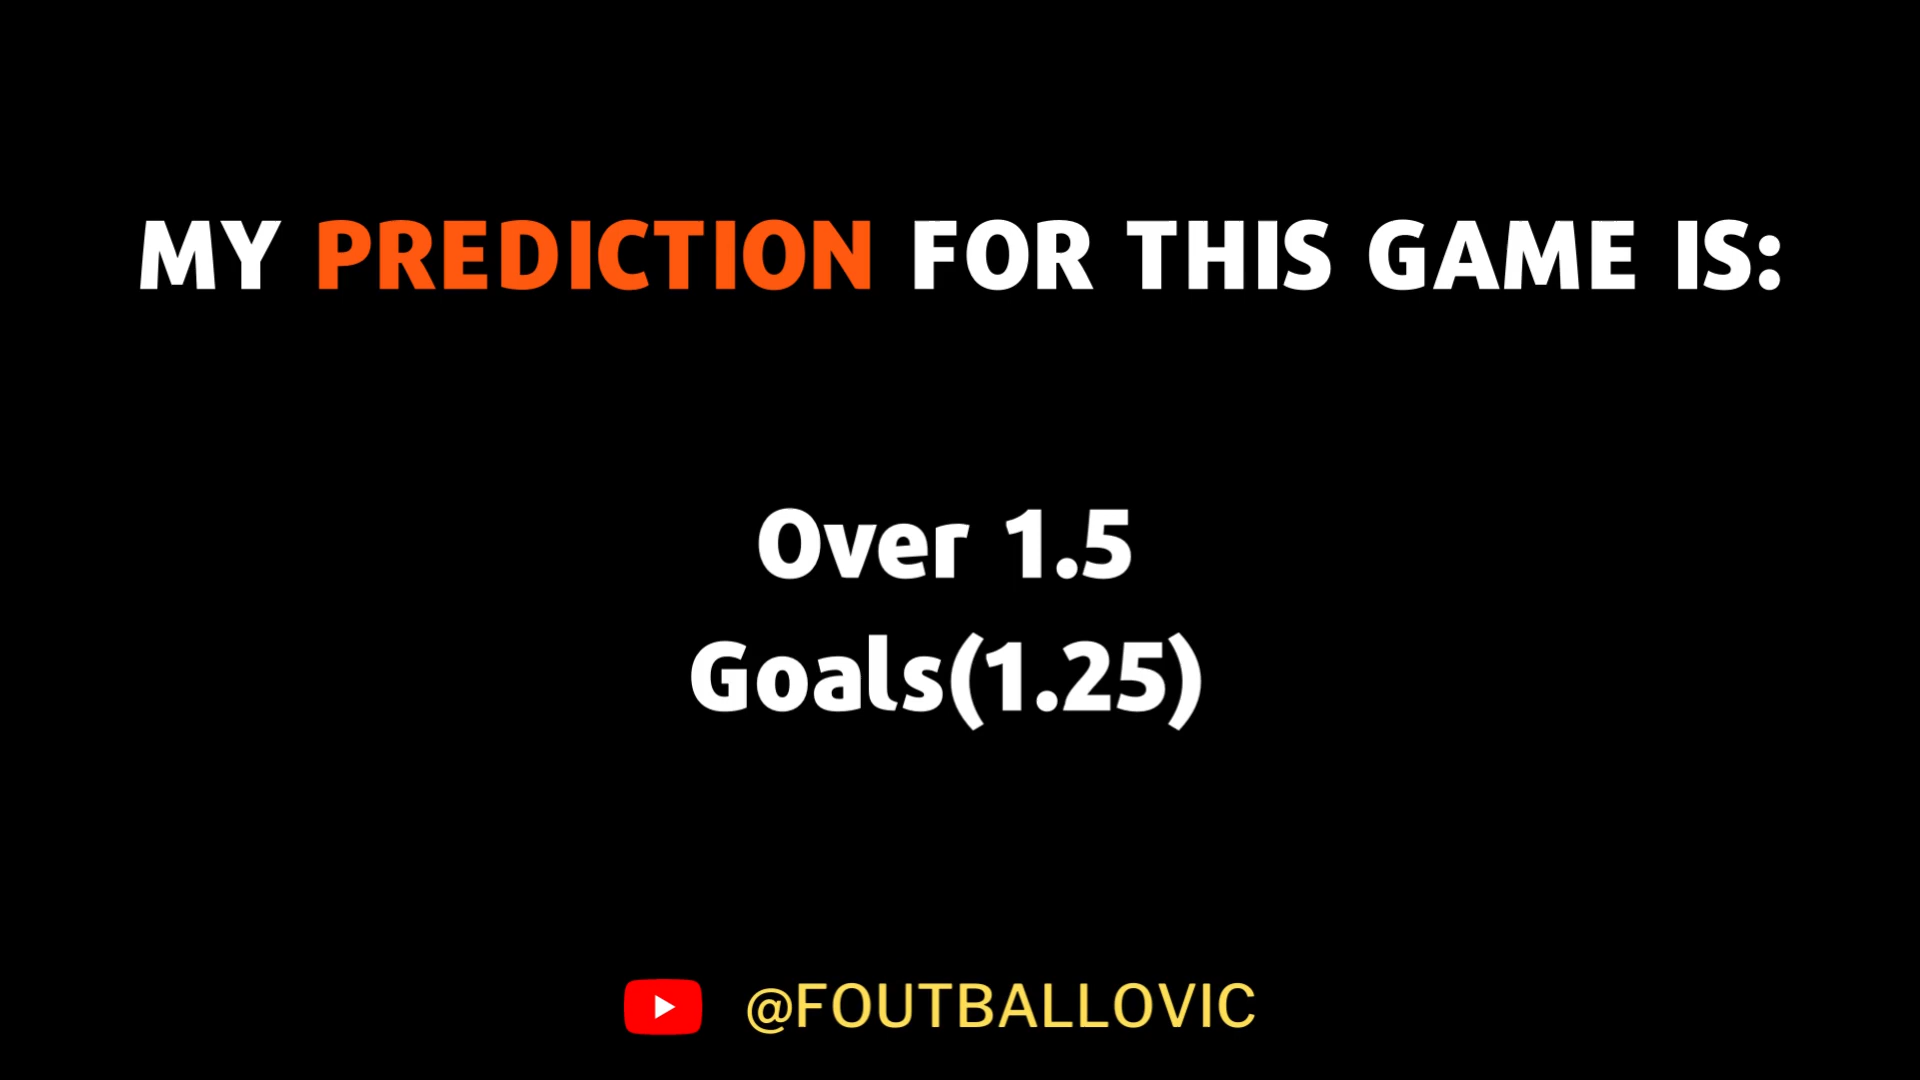 MY PREDICTION FOR THIS GAME IS:
Over 1.5
Goals(1.25)
@FOUTBALLOVIC